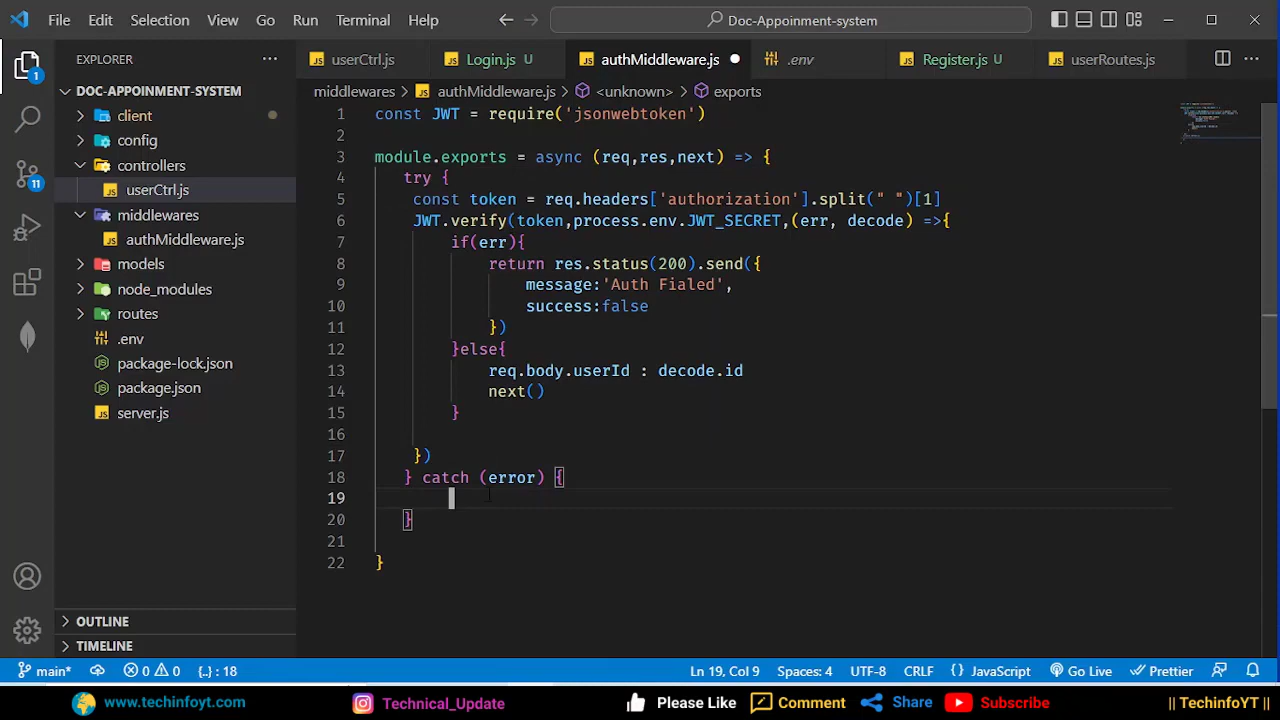 File Edit Selection View Go Run Terminal Help
Doc-Appoinment-system
EXPLORER
userCtrl.js
Login.js U
authMiddleware.js
.env
Register.js U
userRoutes.js
DOC-APPOINMENT-SYSTEM
middlewares > authMiddleware.js > <unknown> > exports
client
config
controllers
userCtrl.js
middlewares
authMiddleware.js
models
node_modules
routes
.env
package-lock.json
package.json
server.js
OUTLINE
TIMELINE
1
11
1 const JWT = require('jsonwebtoken')
2
3 module.exports = async (req,res,next) => {
4 try {
5 const token = req.headers['authorization'].split(" ")[1]
6 JWT.verify(token,process.env.JWT_SECRET,(err, decode) =>{
7 if(err){
8 return res.status(200).send({
9 message:'Auth Fialed',
10 success:false
11 })
12 }else{
13 req.body.userId : decode.id
14 next()
15 }
16
17 })
18 } catch (error) {
19
20 }
21
22 }
main* 0 0 {..} : 18 Ln 19, Col 9 Spaces: 4 UTF-8 CRLF {} JavaScript Go Live Prettier
www.techinfoyt.com Technical_Update Please Like Comment Share Subscribe || TechinfoYT ||